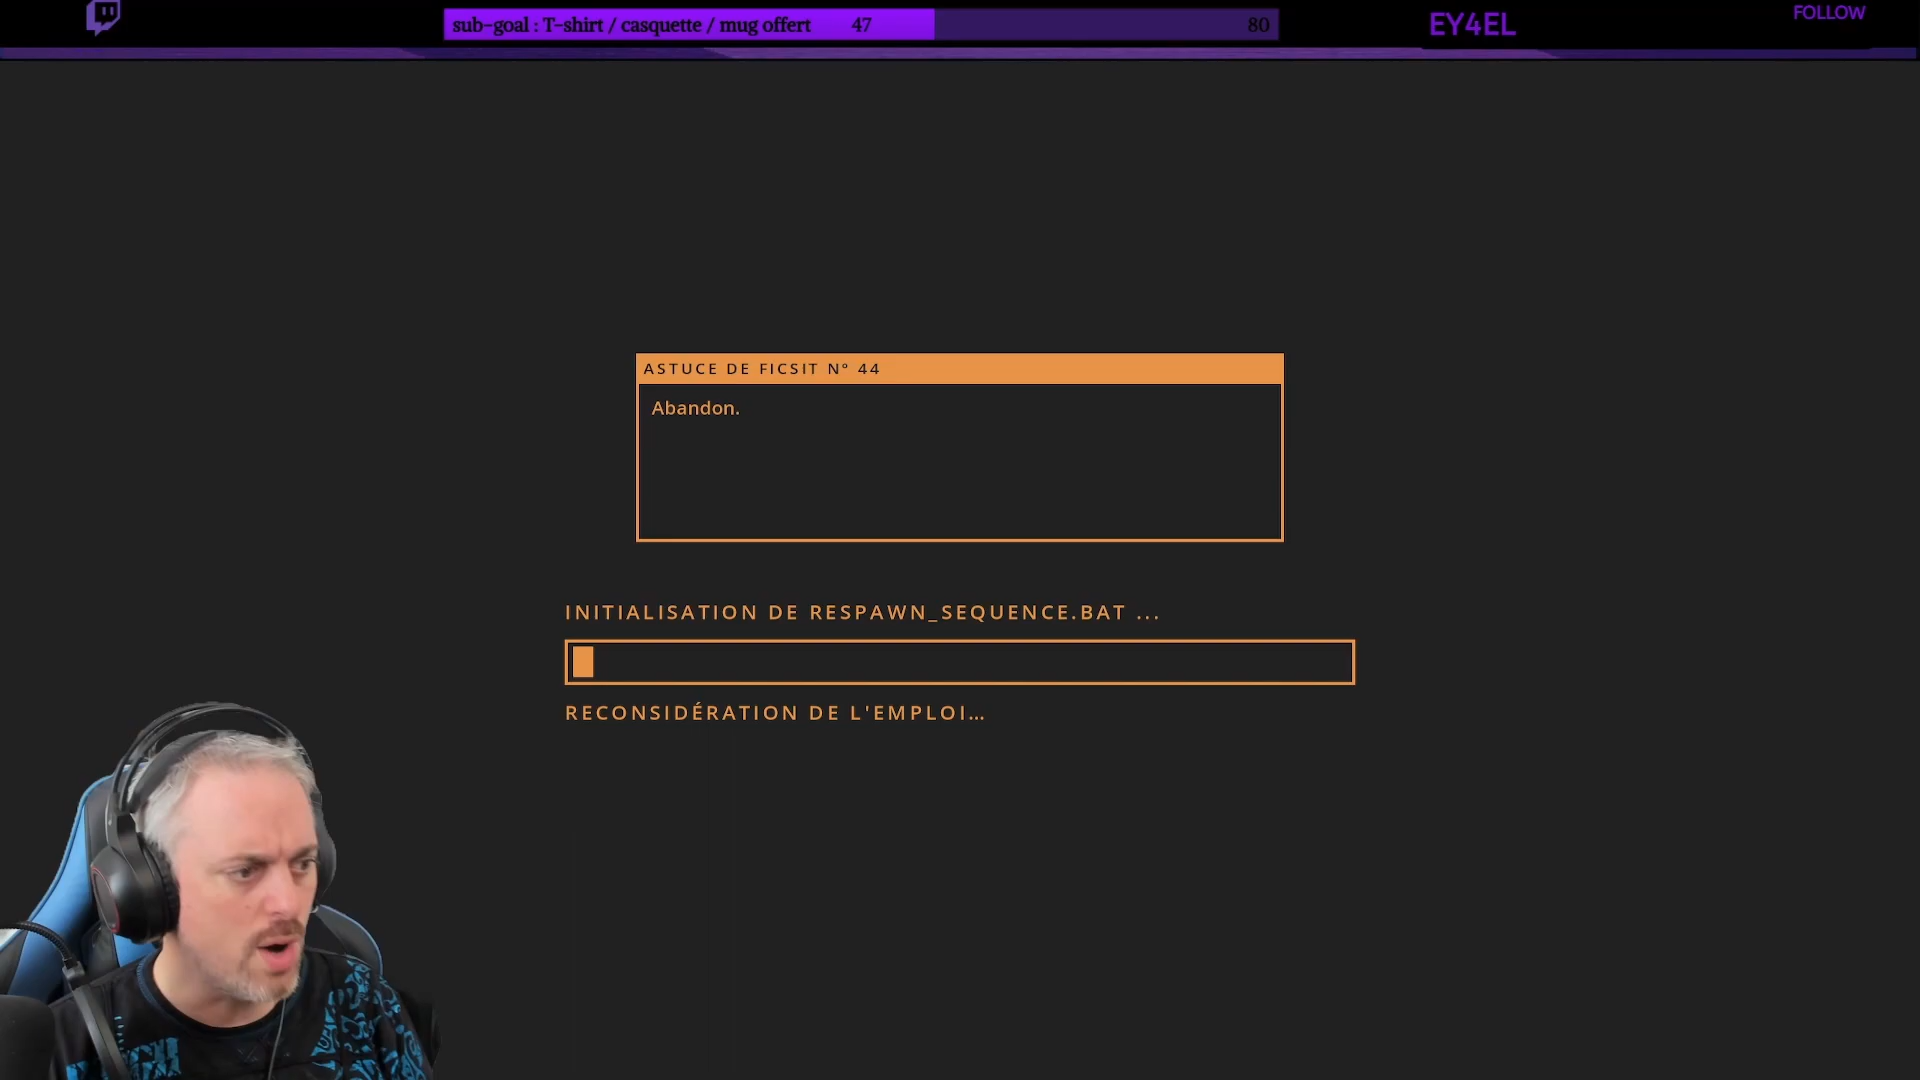 sub-goal : T-shirt / casquette / mug offert 47 80
EY4EL
FOLLOW
ASTUCE DE FICSIT N° 44
Abandon.
INITIALISATION DE RESPAWN_SEQUENCE.BAT ...
RECONSIDÉRATION DE L'EMPLOI...